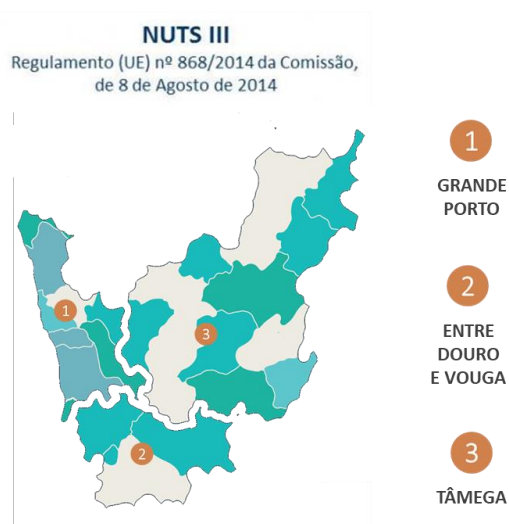 NUTS III
Regulamento (UE) nº 868/2014 da Comissão,
de 8 de Agosto de 2014
1
GRANDE
PORTO
2
ENTRE
DOURO
E VOUGA
3
TÂMEGA
1
3
2